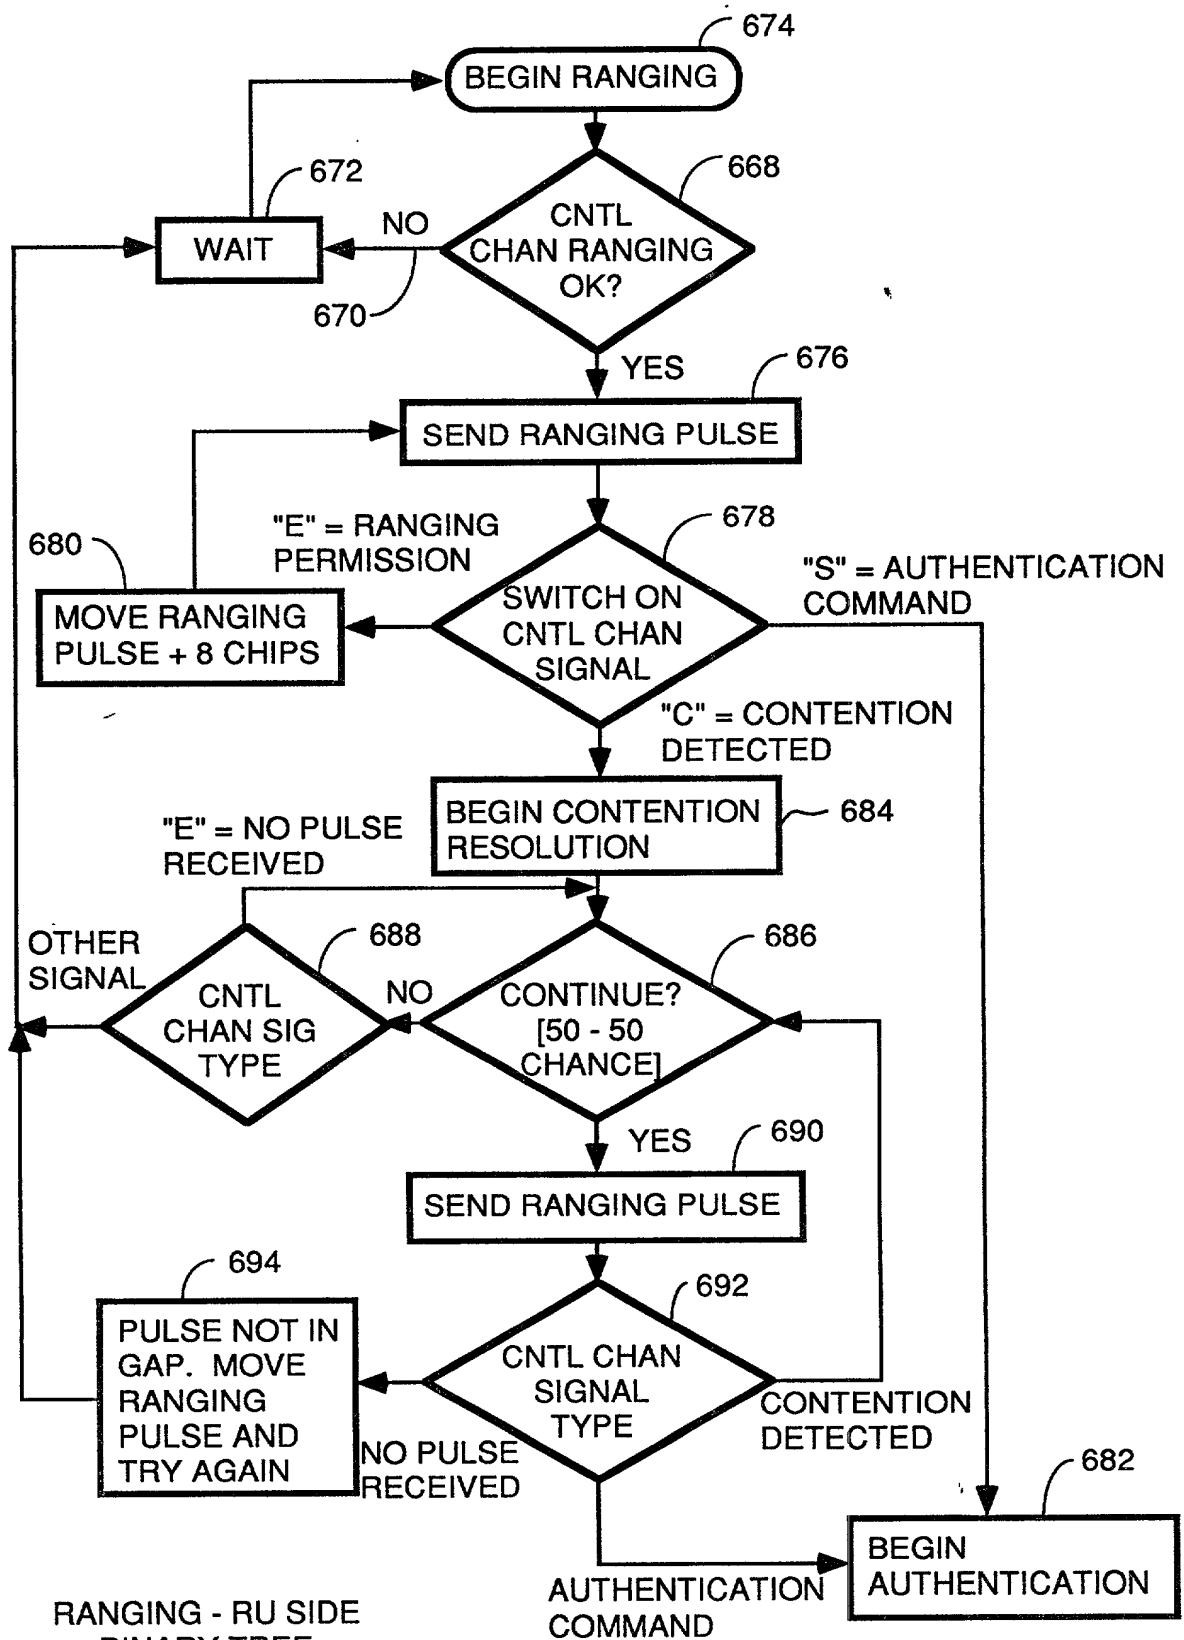 674
BEGIN RANGING
672
668
CNTL
CHAN RANGING
OK?
NO
WAIT
670
YES
676
SEND RANGING PULSE
678
"E" = RANGING
PERMISSION
680
"S" = AUTHENTICATION
COMMAND
SWITCH ON
CNTL CHAN
SIGNAL
MOVE RANGING
PULSE + 8 CHIPS
"C" = CONTENTION
DETECTED
BEGIN CONTENTION
RESOLUTION
684
"E" = NO PULSE
RECEIVED
688
686
OTHER
SIGNAL
CNTL
CHAN SIG
TYPE
NO
CONTINUE?
[50 - 50
CHANCE]
YES
690
SEND RANGING PULSE
694
692
PULSE NOT IN
GAP. MOVE
RANGING
PULSE AND
TRY AGAIN
CNTL CHAN
SIGNAL
TYPE
CONTENTION
DETECTED
NO PULSE
RECEIVED
682
BEGIN
AUTHENTICATION
AUTHENTICATION
COMMAND
RANGING - RU SIDE
BINARY TREE